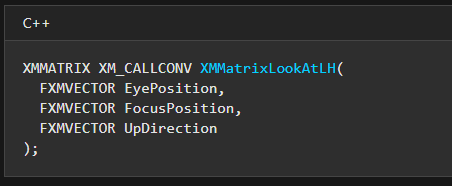 C++
XMMATRIX XM_CALLCONV XMMatrixLookAtLH(
  FXMVECTOR EyePosition,
  FXMVECTOR FocusPosition,
  FXMVECTOR UpDirection
);